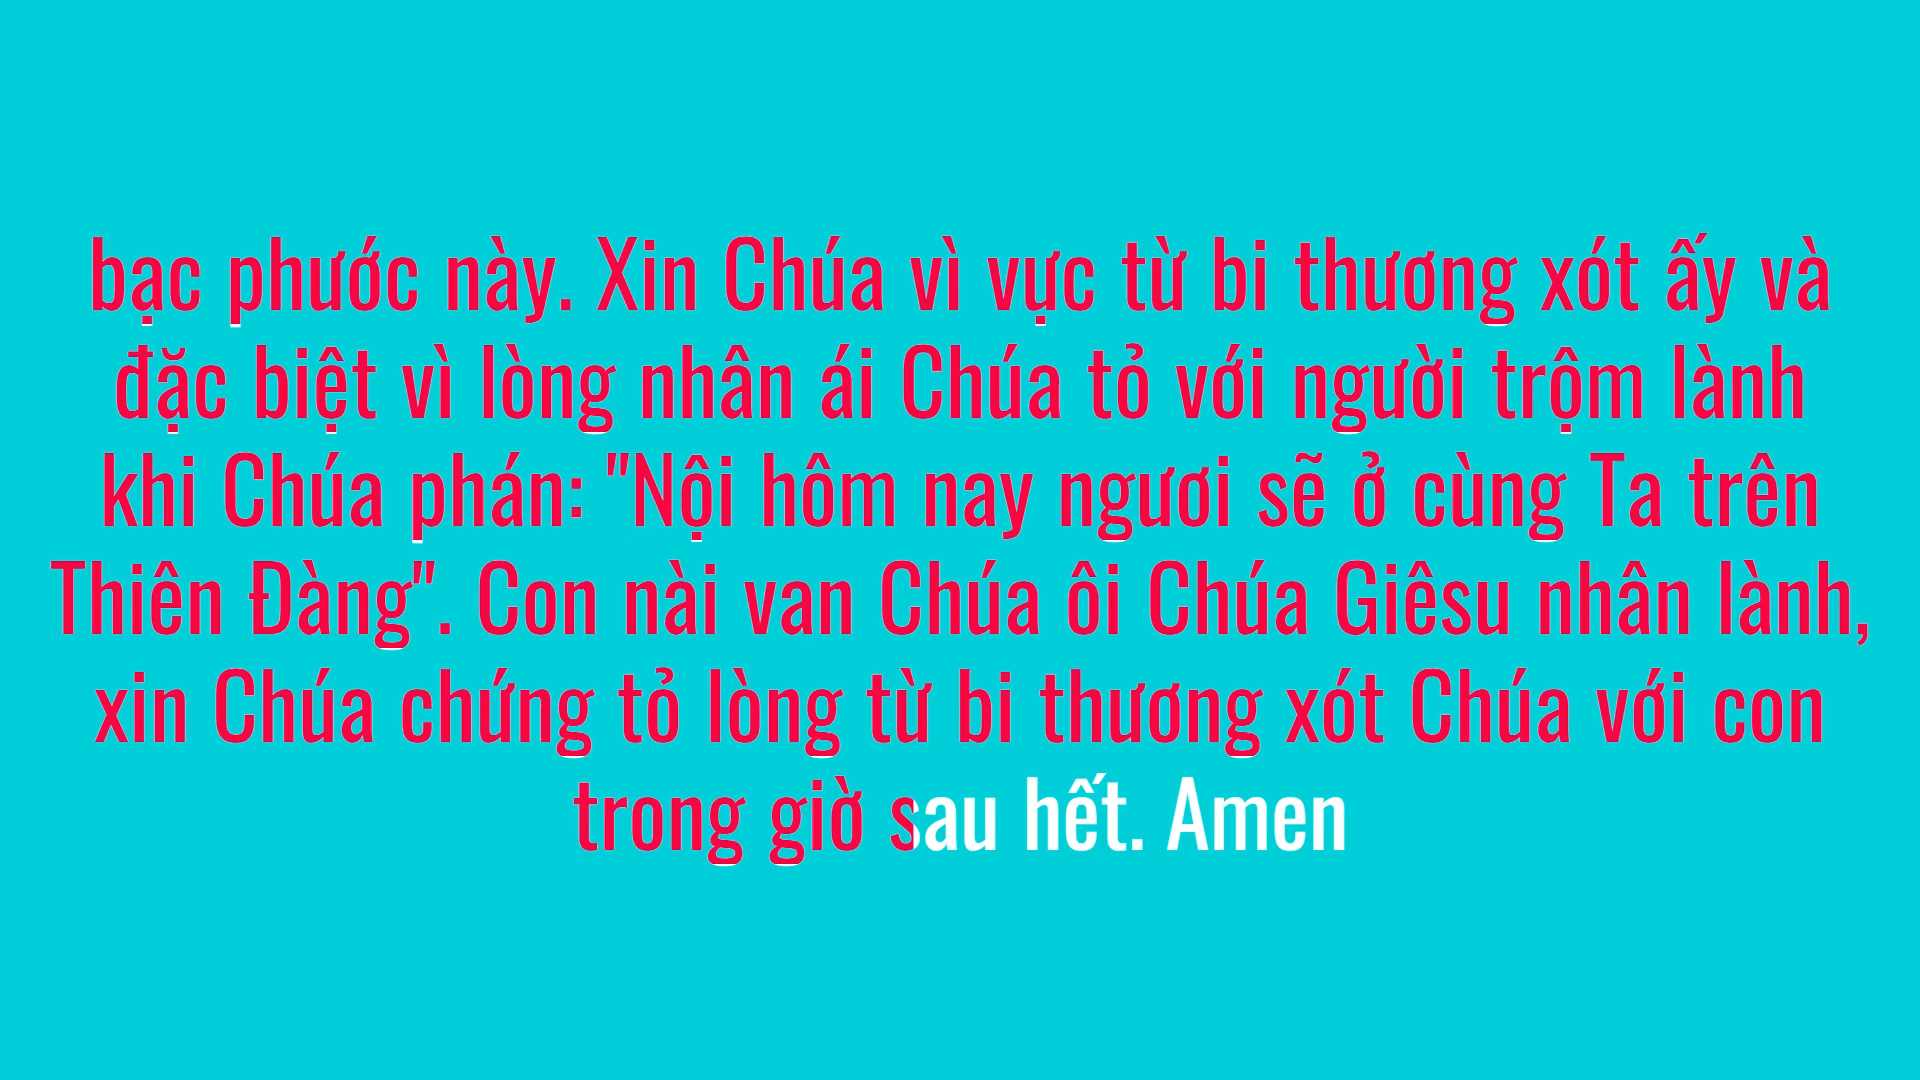 bạc phước này. Xin Chúa vì vực từ bi thương xót ấy và
đặc biệt vì lòng nhân ái Chúa tỏ với người trộm lành
khi Chúa phán: "Nội hôm nay ngươi sẽ ở cùng Ta trên
Thiên Đàng". Con nài van Chúa ôi Chúa Giêsu nhân lành,
xin Chúa chứng tỏ lòng từ bi thương xót Chúa với con
trong giờ sau hết. Amen